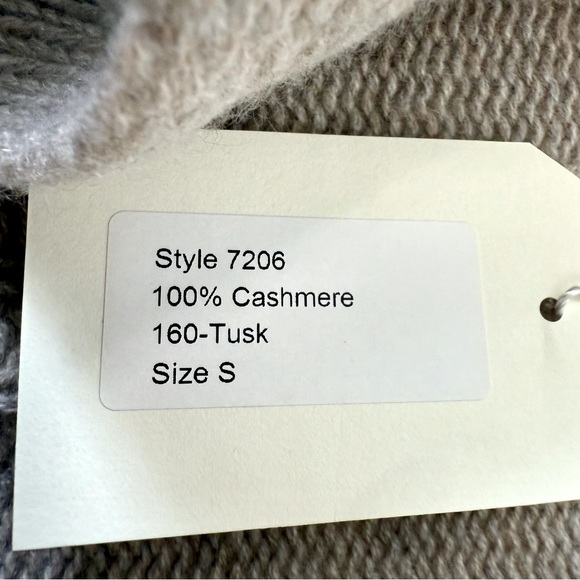 Style 7206
100% Cashmere
160-Tusk
Size S